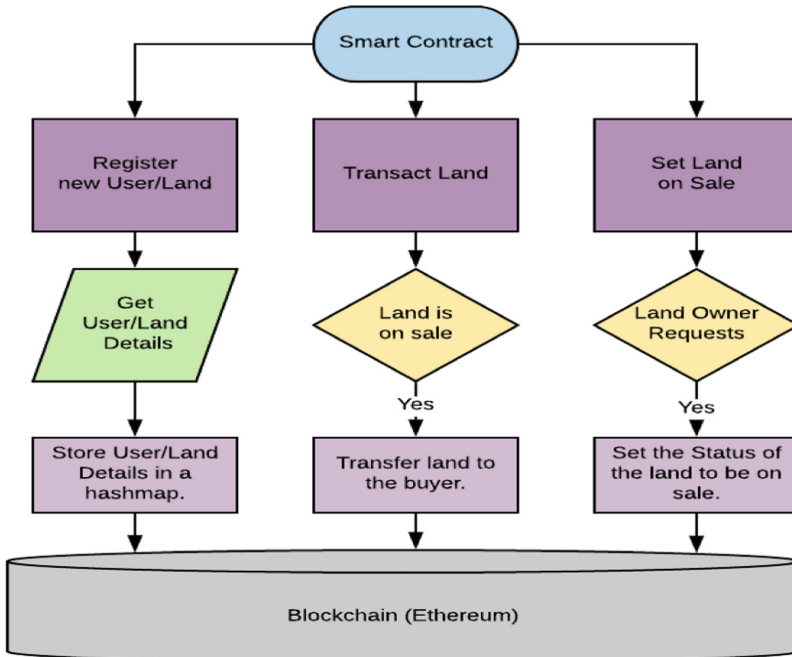 Smart Contract
Register
new User/Land
Transact Land
Set Land
on Sale
Get
User/Land
Details
Land is
on sale
Land Owner
Requests
Yes
Yes
Store User/Land
Details in a
hashmap.
Transfer land to
the buyer.
Set the Status of
the land to be on
sale.
Blockchain (Ethereum)